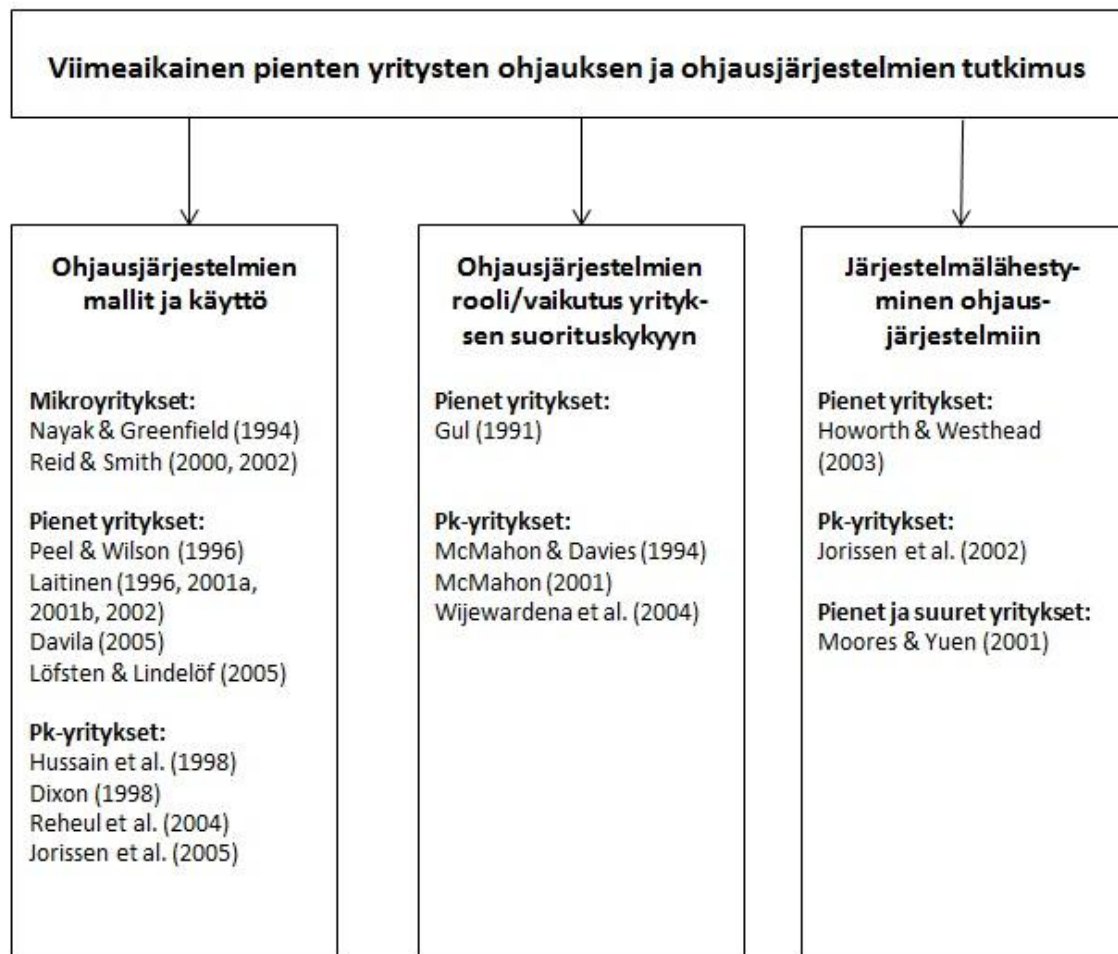 Viimeaikainen pienten yritysten ohjauksen ja ohjausjärjestelmien tutkimus
Ohjausjärjestelmien
mallit ja käyttö
Mikroyritykset:
Nayak & Greenfield (1994)
Reid & Smith (2000, 2002)
Pienet yritykset:
Peel & Wilson (1996)
Laitinen (1996, 2001a,
2001b, 2002)
Davila (2005)
Löfsten & Lindelöf (2005)
Pk-yritykset:
Hussain et al. (1998)
Dixon (1998)
Reheul et al. (2004)
Jorissen et al. (2005)
Ohjausjärjestelmien
rooli/vaikutus yrityk-
sen suorituskykyyn
Pienet yritykset:
Gul (1991)
Pk-yritykset:
McMahon & Davies (1994)
McMahon (2001)
Wijewardena et al. (2004)
Järjestelmälähesty-
minen ohjaus-
järjestelmiin
Pienet yritykset:
Howorth & Westhead
(2003)
Pk-yritykset:
Jorissen et al. (2002)
Pienet ja suuret yritykset:
Moores & Yuen (2001)